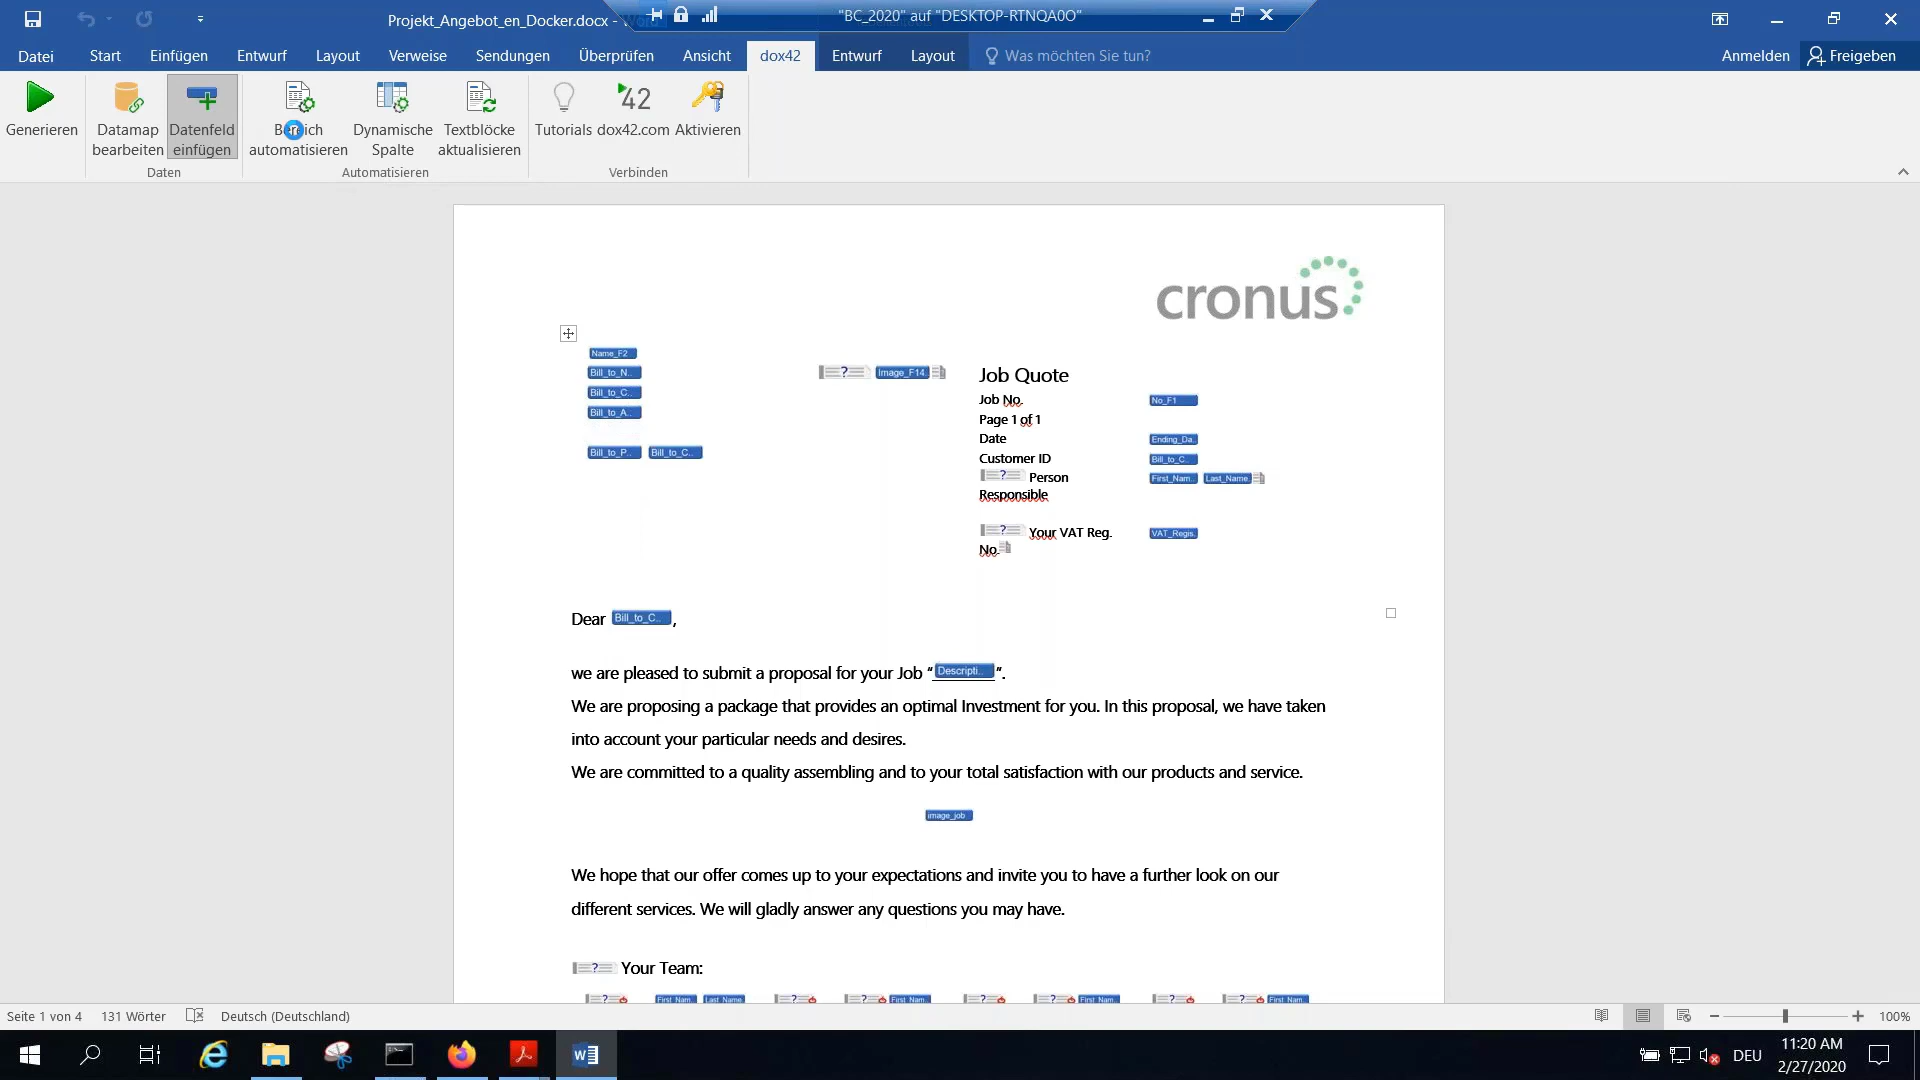 Projekt_Angebot_en_Docker.docx -
"BC_2020" auf "DESKTOP-RTNQA0O"
Datei Start Einfügen Entwurf Layout Verweise Sendungen Überprüfen Ansicht dox42 Entwurf Layout Was möchten Sie tun? Anmelden Freigeben
Generieren
Datamap bearbeiten
Datenfeld einfügen
Bereich automatisieren
Dynamische Spalte
Textblöcke aktualisieren
42
Tutorials dox42.com Aktivieren
Daten Automatisieren Verbinden
cronus
Name_F2
Bill_to_N..
Bill_to_C..
Bill_to_A..
Bill_to_P.. Bill_to_C..
? Image_F14.
Job Quote
Job No. No_F1
Page 1 of 1
Date Ending_Da.
Customer ID Bill_to_C..
? Person First_Nam.. Last_Name.
Responsible
? Your VAT Reg. VAT_Regis.
No.
Dear Bill_to_C.. ,
we are pleased to submit a proposal for your Job “Descripti..”.
We are proposing a package that provides an optimal Investment for you. In this proposal, we have taken
into account your particular needs and desires.
We are committed to a quality assembling and to your total satisfaction with our products and service.
image_job
We hope that our offer comes up to your expectations and invite you to have a further look on our
different services. We will gladly answer any questions you may have.
? Your Team:
? First_Nam. Last_Name ? ? First_Nam. ? ? First_Nam. ? ? First_Nam.
Seite 1 von 4 131 Wörter Deutsch (Deutschland) 100%
DEU
11:20 AM
2/27/2020